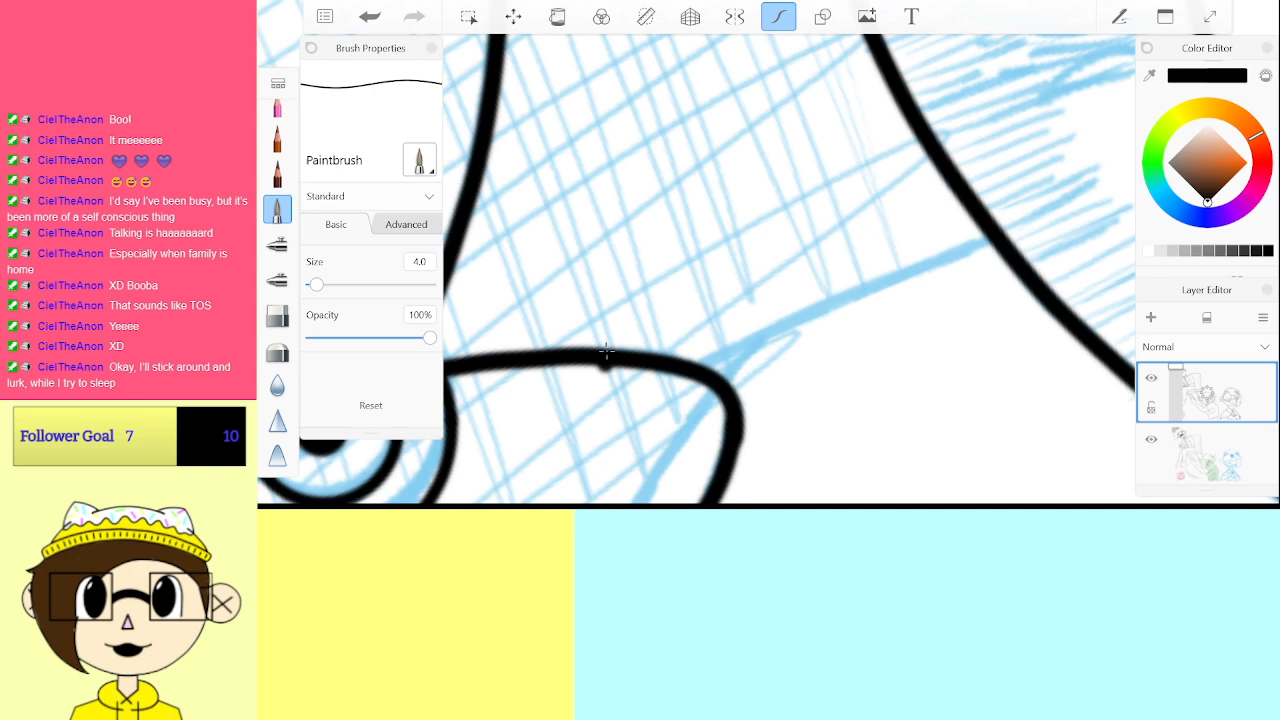 CielTheAnon Boo!
CielTheAnon It meeeeee
CielTheAnon
CielTheAnon
CielTheAnon I'd say I've been busy, but it's
been more of a self conscious thing
CielTheAnon Talking is haaaaaaard
CielTheAnon Especially when family is
home
CielTheAnon XD Booba
CielTheAnon That sounds like TOS
CielTheAnon Yeeee
CielTheAnon XD
CielTheAnon Okay, I'll stick around and
lurk, while I try to sleep
Follower Goal 7 10
T
Brush Properties
Paintbrush
Standard
Basic Advanced
Size 4.0
Opacity 100%
Reset
Color Editor
Layer Editor
Normal